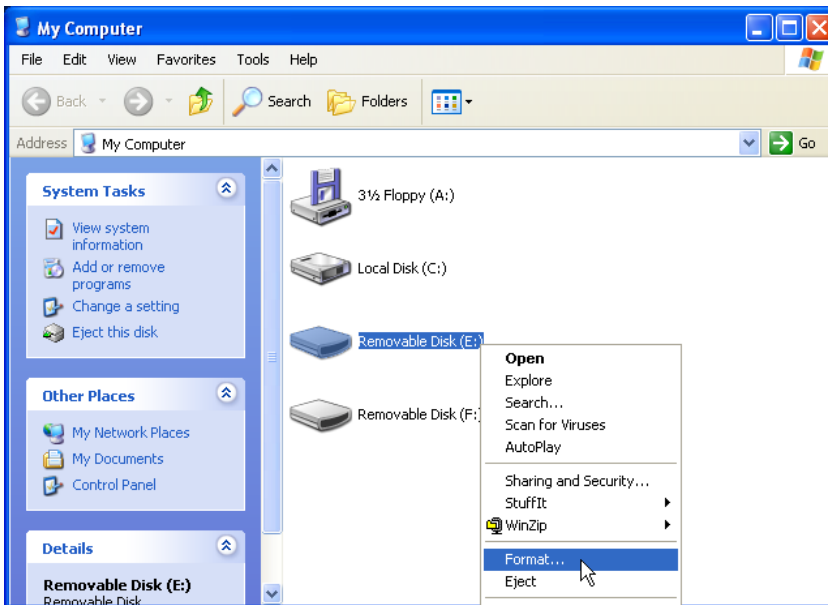 My Computer
File Edit View Favorites Tools Help
Back Search Folders
Address My Computer Go
System Tasks
View system
information
Add or remove
programs
Change a setting
Eject this disk
Other Places
My Network Places
My Documents
Control Panel
Details
Removable Disk (E:)
Removable Disk
3½ Floppy (A:)
Local Disk (C:)
Removable Disk (E:)
Removable Disk (F:)
Open
Explore
Search...
Scan for Viruses
AutoPlay
Sharing and Security...
StuffIt
WinZip
Format...
Eject